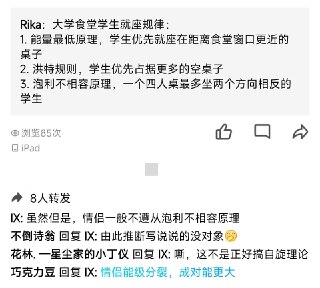 Rika：大学食堂学生就座规律：
1. 能量最低原理，学生优先就座在距离食堂窗口更近的
桌子
2. 洪特规则，学生优先占据更多的空桌子
3. 泡利不相容原理，一个四人桌最多坐两个方向相反的
学生
浏览85次
iPad
8人转发
IX: 虽然但是，情侣一般不遵从泡利不相容原理
不倒诗翁 回复 IX: 由此推断写说说的没对象
花林. 一星尘家的小丁仪 回复 IX: 嘶，这不是正好搞自旋理论
巧克力豆 回复 IX: 情侣能级分裂，成对能更大